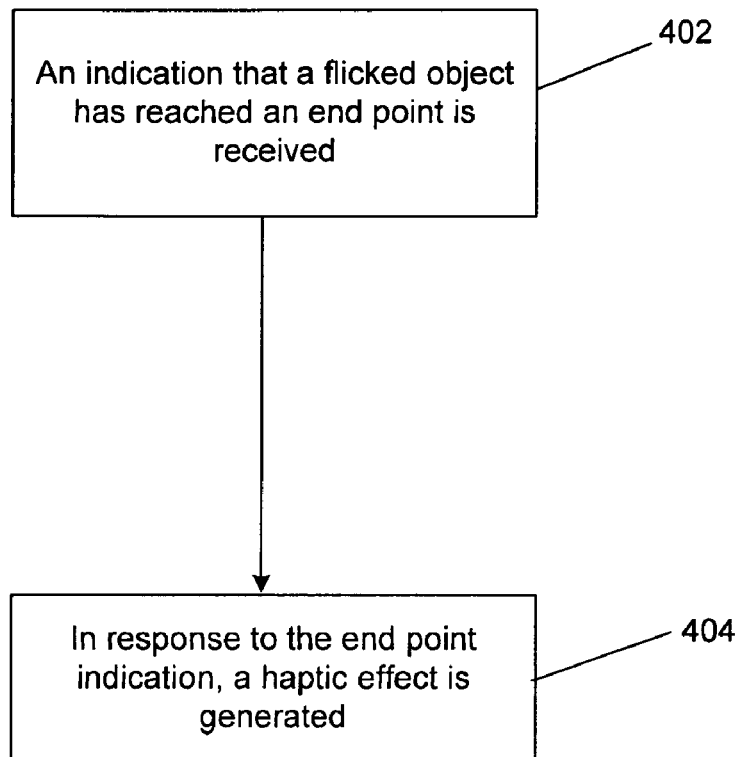 402
An indication that a flicked object
has reached an end point is
received
404
In response to the end point
indication, a haptic effect is
generated